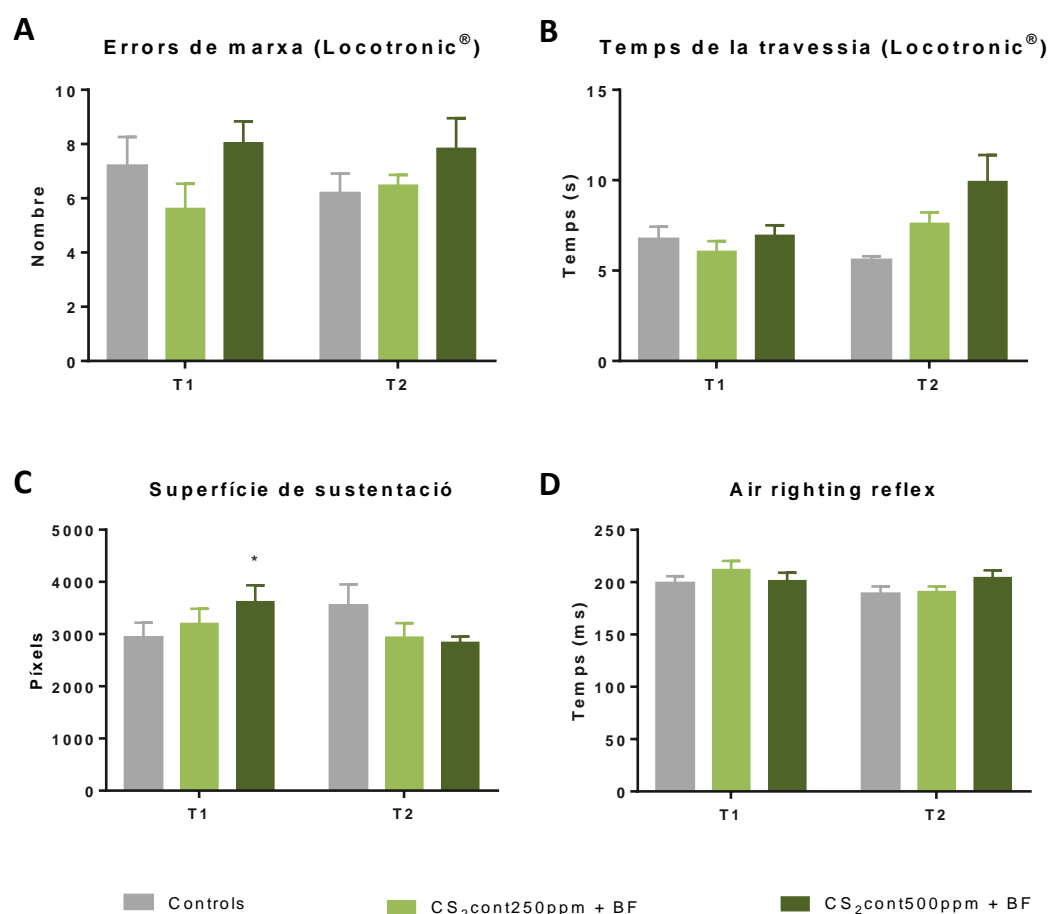 A
Errors de marxa (Locotronic®)
Nombre
10
8
6
4
2
0
T1
T2
B
Temps de la travessia (Locotronic®)
Temps (s)
15
10
5
0
T1
T2
C
Superfície de sustentació
Píxels
5000
4000
3000
2000
1000
0
*
T1
T2
D
Air righting reflex
Temps (ms)
250
200
150
100
50
0
T1
T2
Controls
CS₂cont250ppm + BF
CS₂cont500ppm + BF